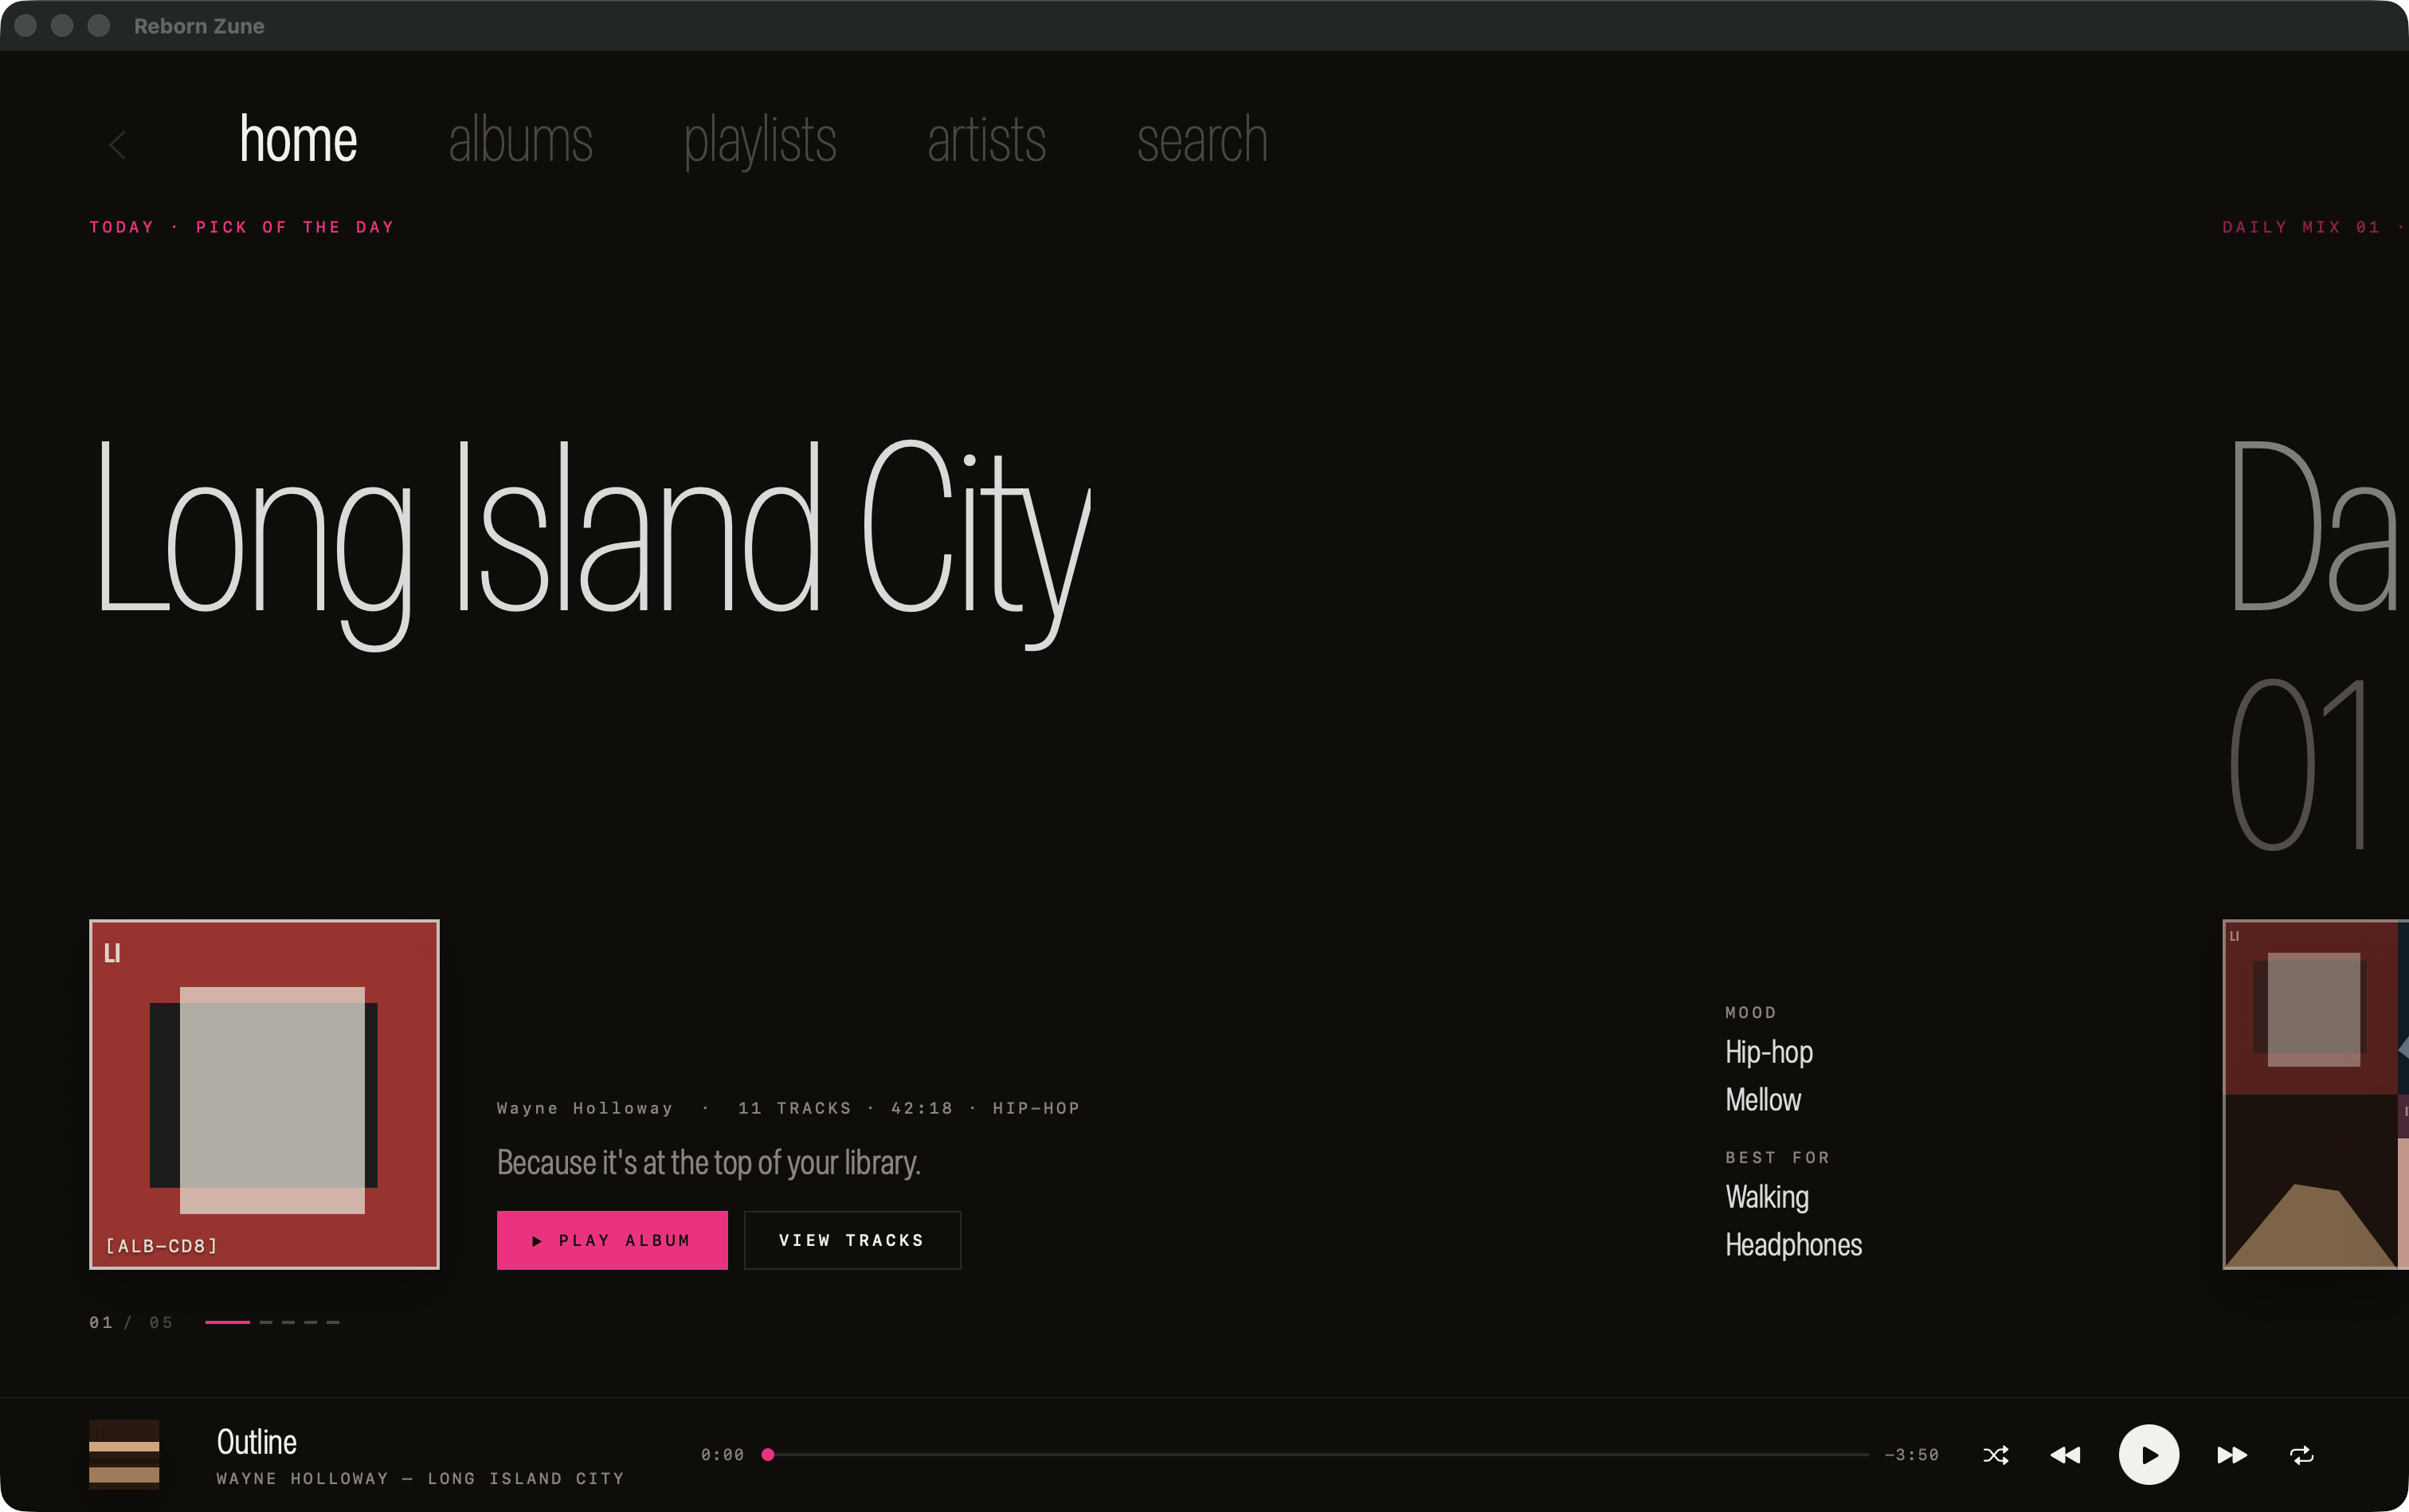 Reborn Zune
home albums playlists artists search
TODAY · PICK OF THE DAY
DAILY MIX 01 ·
Long Island City
Da
01
LI
[ALB–CD8]
Wayne Holloway · 11 TRACKS · 42:18 · HIP–HOP
Because it's at the top of your library.
▶ PLAY ALBUM
VIEW TRACKS
MOOD
Hip-hop
Mellow
BEST FOR
Walking
Headphones
LI
01 / 05
Outline
WAYNE HOLLOWAY — LONG ISLAND CITY
0:00
–3:50